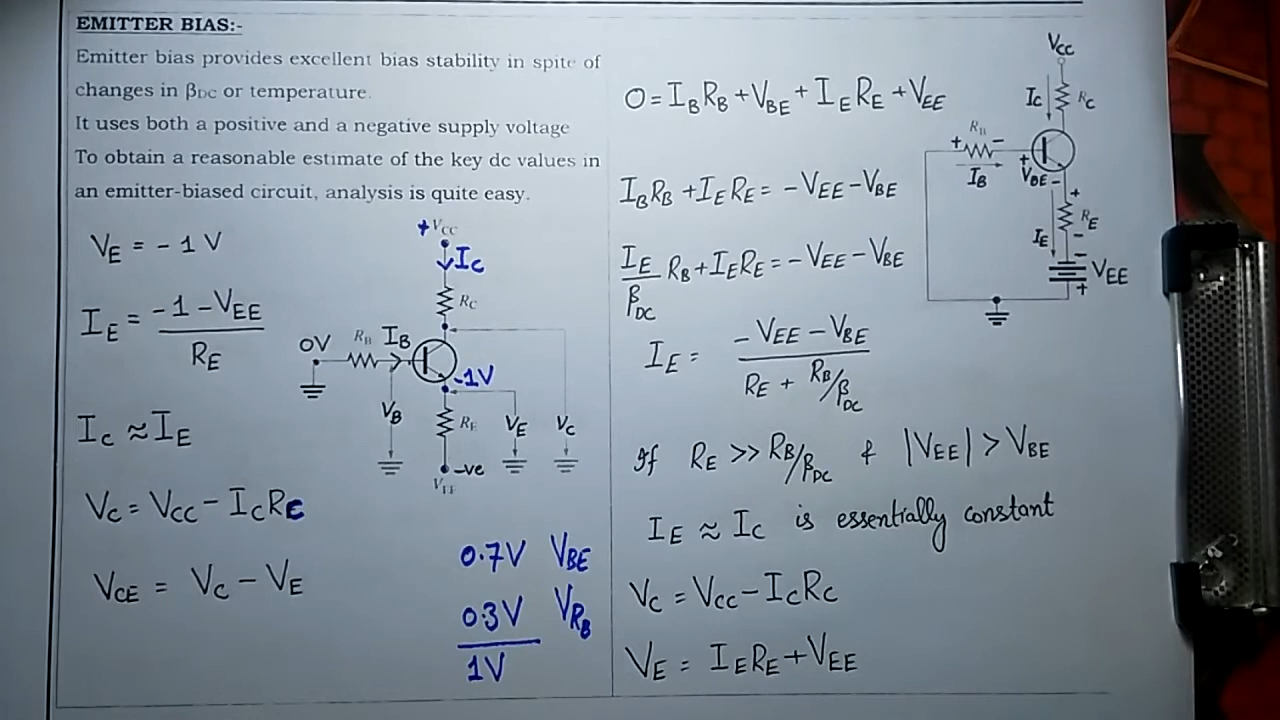 EMITTER BIAS:-
Emitter bias provides excellent bias stability in spite of
changes in βDC or temperature.
It uses both a positive and a negative supply voltage
To obtain a reasonable estimate of the key dc values in
an emitter-biased circuit, analysis is quite easy.
VE = - 1 V
IE = -1 - VEE
RE
IC ≈ IE
VC = VCC - ICRC
VCE = VC - VE
+VCC
IC
RC
0V RB IB
-1V
VB RE VE VC
-ve
VEE
0.7V VBE
0.3V VRB
1V
0 = IBRB + VBE + IERE + VEE
IBRB + IERE = - VEE - VBE
IE RB + IERE = - VEE - VBE
βDC
IE = - VEE - VBE
RE + RB/βDC
If RE >> RB/βDC & |VEE| > VBE
IE ≈ IC is essentially constant
VC = VCC - ICRC
VE = IERE + VEE
VCC
IC RC
RB
+ -
IB + VBE -
+
IE RE
-
- VEE
+